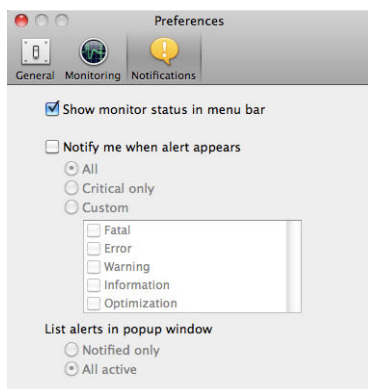 Preferences
General Monitoring Notifications
Show monitor status in menu bar
Notify me when alert appears
All
Critical only
Custom
Fatal
Error
Warning
Information
Optimization
List alerts in popup window
Notified only
All active